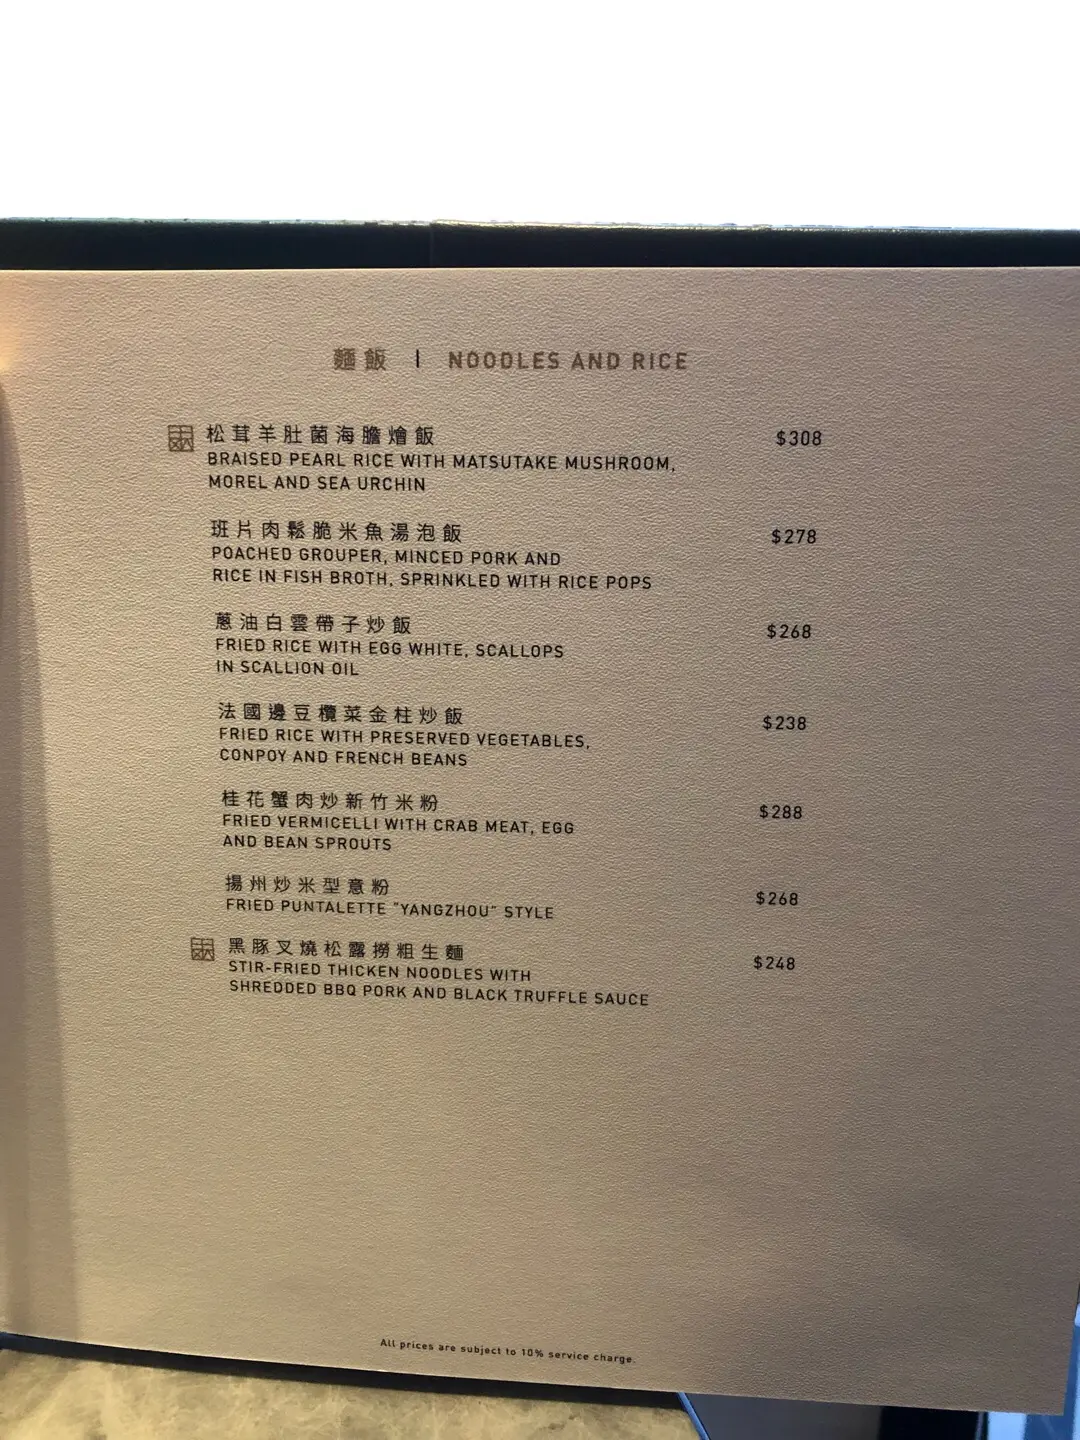 麵飯 | NOODLES AND RICE
松茸羊肚菌海膽燴飯 $308
BRAISED PEARL RICE WITH MATSUTAKE MUSHROOM,
MOREL AND SEA URCHIN
班片肉鬆脆米魚湯泡飯 $278
POACHED GROUPER, MINCED PORK AND
RICE IN FISH BROTH, SPRINKLED WITH RICE POPS
蔥油白雲帶子炒飯 $268
FRIED RICE WITH EGG WHITE, SCALLOPS
IN SCALLION OIL
法國邊豆欖菜金柱炒飯 $238
FRIED RICE WITH PRESERVED VEGETABLES,
CONPOY AND FRENCH BEANS
桂花蟹肉炒新竹米粉 $288
FRIED VERMICELLI WITH CRAB MEAT, EGG
AND BEAN SPROUTS
揚州炒米型意粉 $268
FRIED PUNTALETTE "YANGZHOU" STYLE
黑豚叉燒松露撈粗生麵 $248
STIR-FRIED THICKEN NOODLES WITH
SHREDDED BBQ PORK AND BLACK TRUFFLE SAUCE
All prices are subject to 10% service charge.